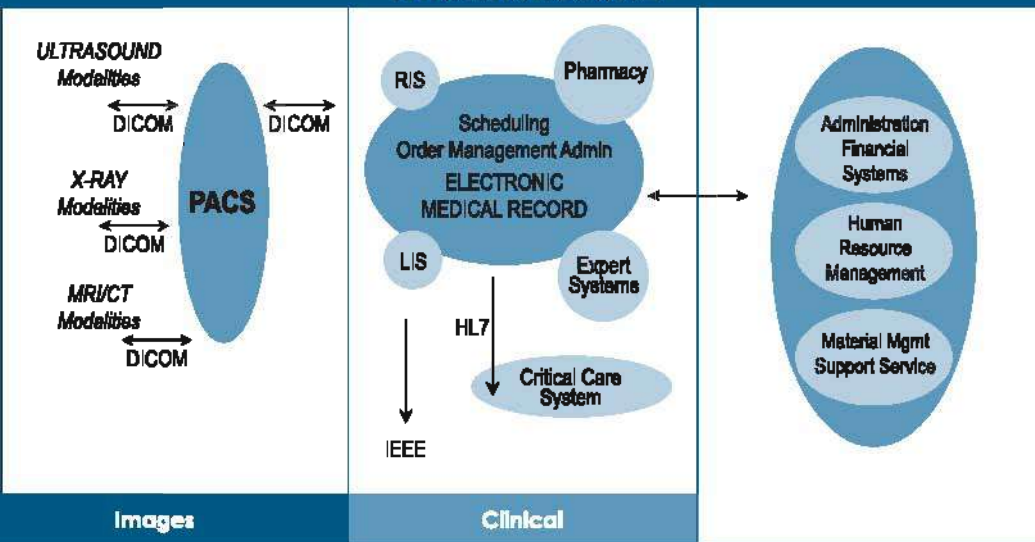 ULTRASOUND
Modalities
DICOM
DICOM
X-RAY
Modalities
DICOM
PACS
MRI/CT
Modalities
DICOM
RIS
Pharmacy
Scheduling
Order Management Admin
ELECTRONIC
MEDICAL RECORD
LIS
Expert
Systems
HL7
Critical Care
System
IEEE
Administration
Financial
Systems
Human
Resource
Management
Material Mgmt
Support Service
Images
Clinical